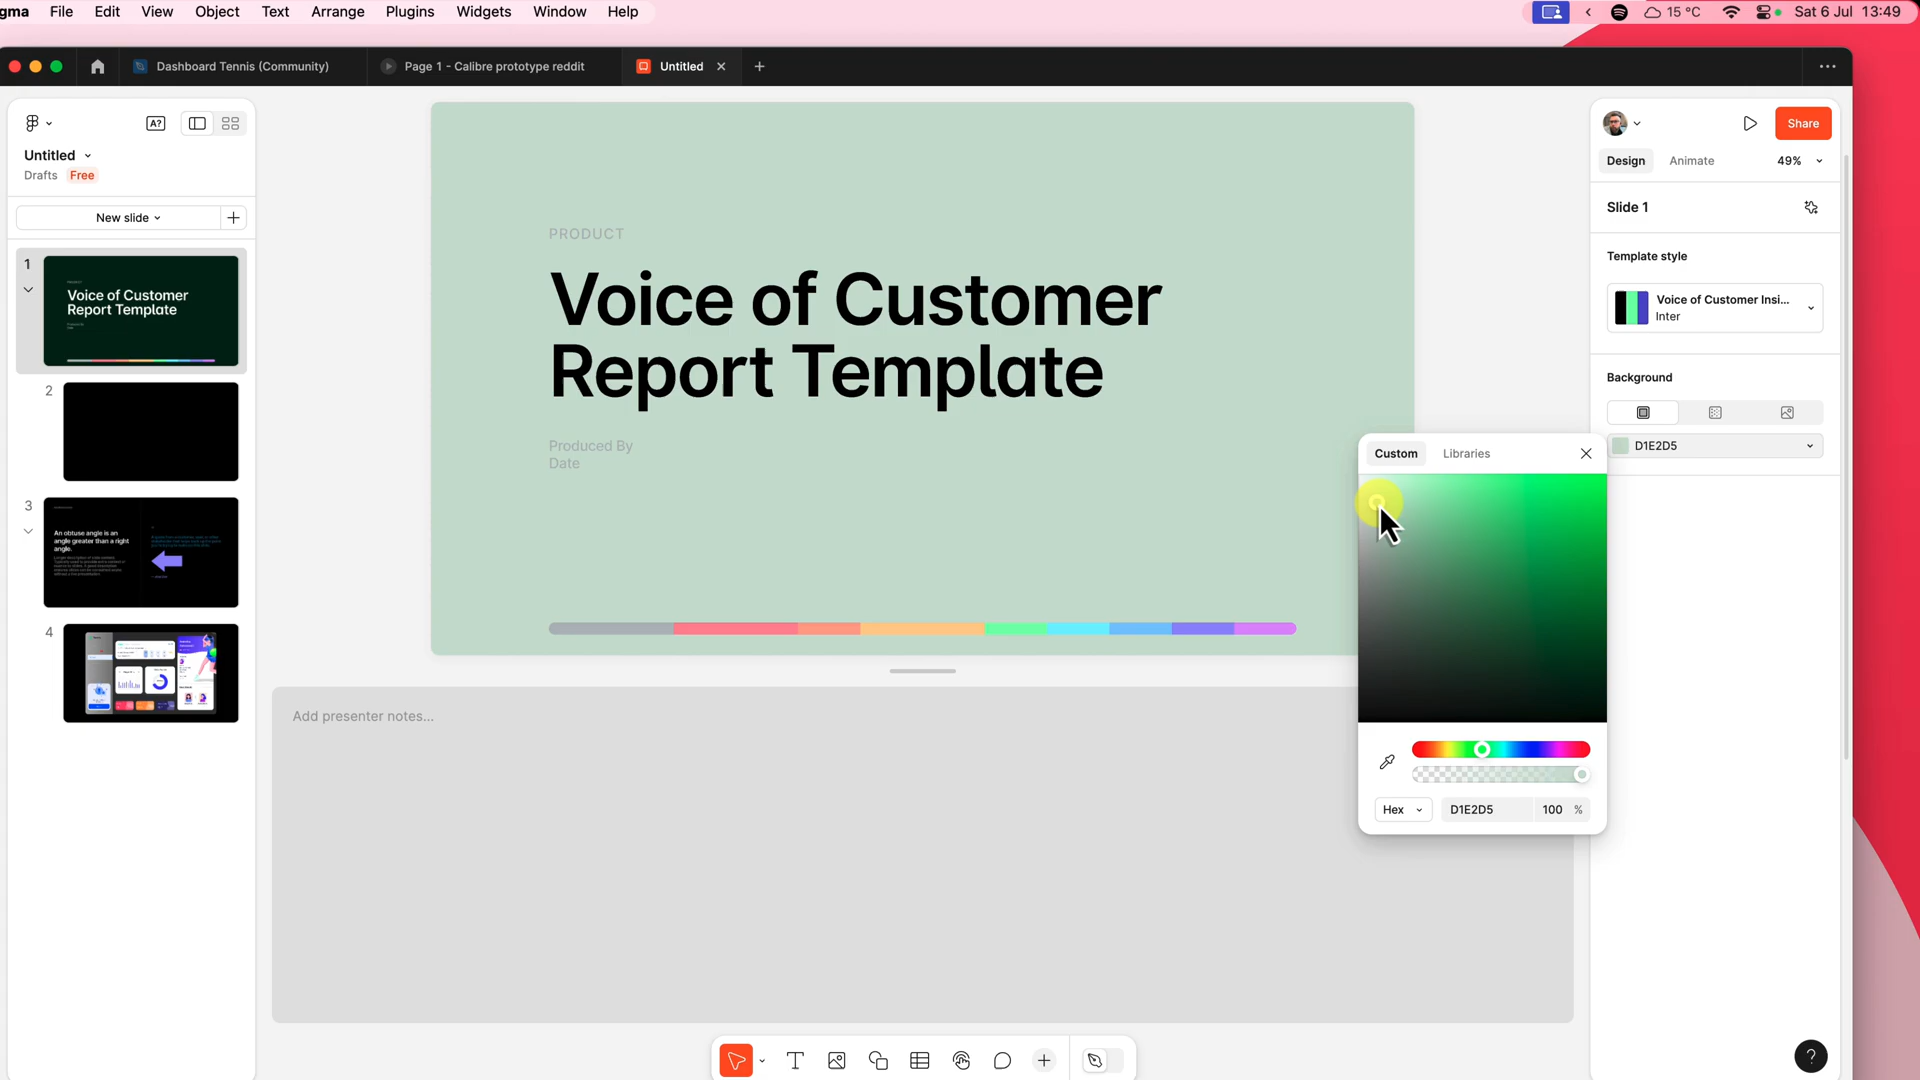 gma File Edit View Object Text Arrange Plugins Widgets Window Help
15 °C Sat 6 Jul 13:49
Dashboard Tennis (Community)
Page 1 - Calibre prototype reddit
Untitled
A?
Untitled
Drafts Free
New slide
1
Voice of Customer
Report Template
2
3
An obtuse angle is an
angle greater than a right
angle.
4
PRODUCT
Voice of Customer
Report Template
Produced By
Date
Add presenter notes...
Share
Design Animate 49%
Slide 1
Template style
Voice of Customer Insi...
Inter
Background
D1E2D5
Custom Libraries
Hex D1E2D5 100 %
?